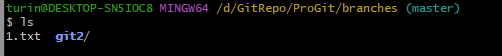 turin@DESKTOP-SN5IOC8 MINGW64 /d/GitRepo/ProGit/branches (master)
$ ls
1.txt  git2/